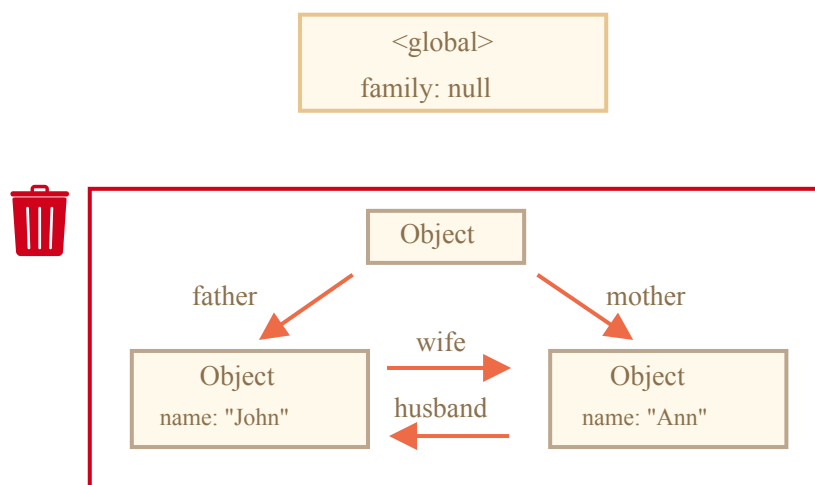 <global>
family: null
Object
father
mother
wife
Object
name: "John"
husband
Object
name: "Ann"